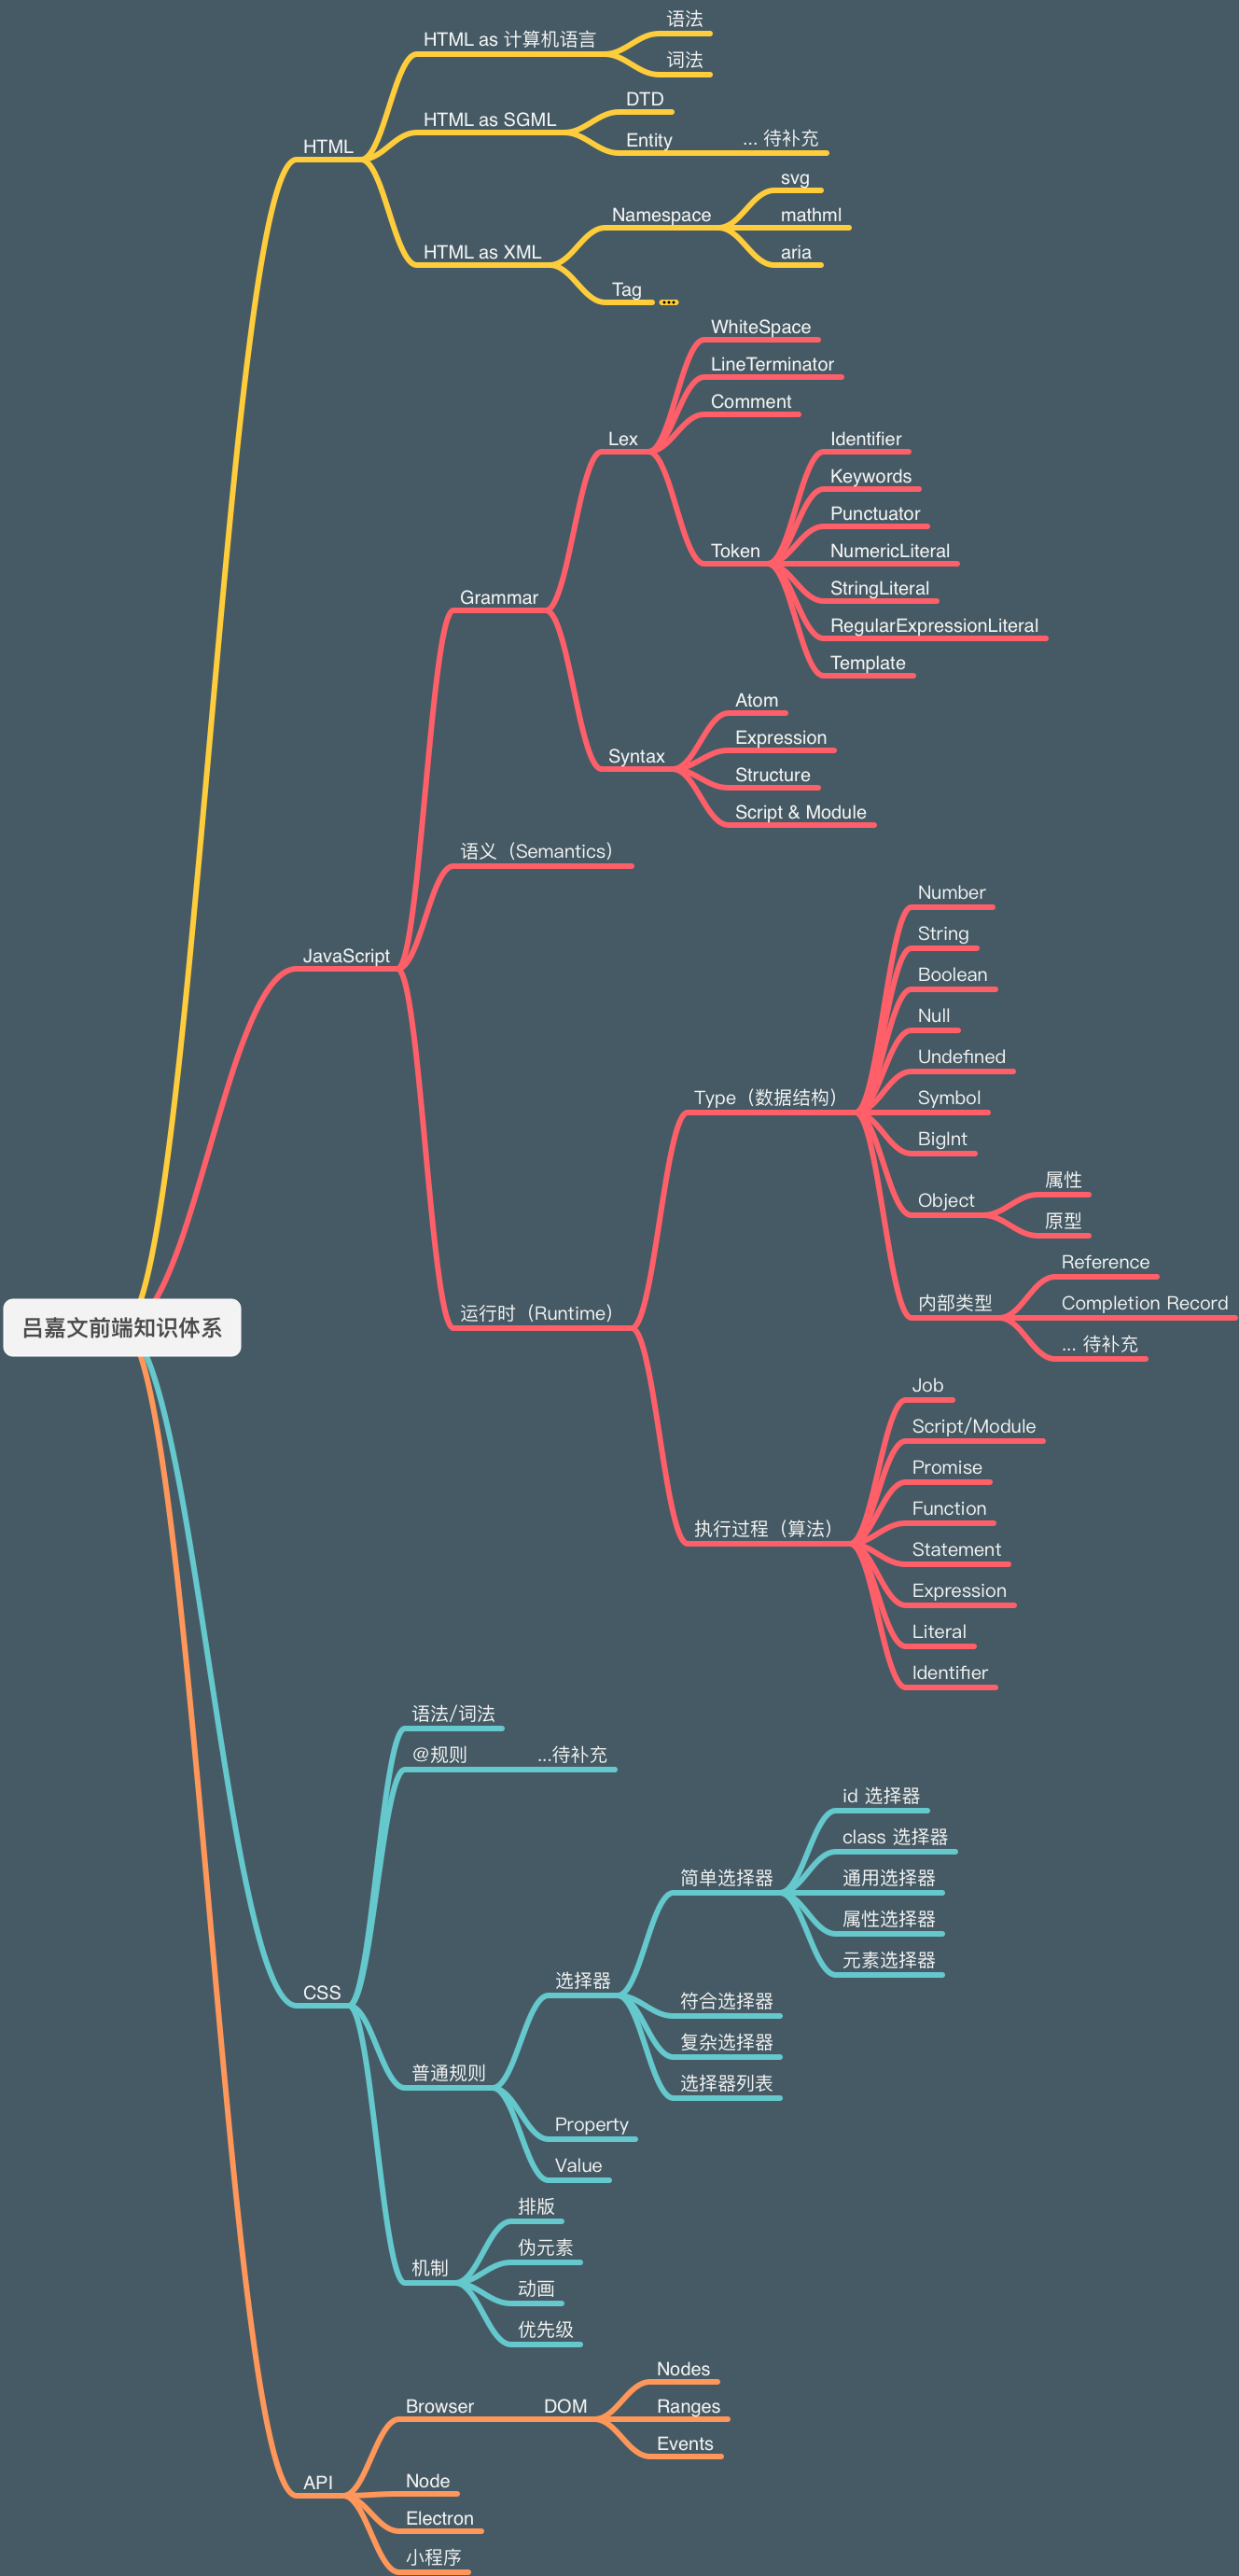 吕嘉文前端知识体系
HTML
HTML as 计算机语言
语法
词法
HTML as SGML
DTD
Entity
... 待补充
HTML as XML
Namespace
svg
mathml
aria
Tag
JavaScript
Grammar
Lex
WhiteSpace
LineTerminator
Comment
Token
Identifier
Keywords
Punctuator
NumericLiteral
StringLiteral
RegularExpressionLiteral
Template
Syntax
Atom
Expression
Structure
Script & Module
语义（Semantics）
运行时（Runtime）
Type（数据结构）
Number
String
Boolean
Null
Undefined
Symbol
BigInt
Object
属性
原型
内部类型
Reference
Completion Record
... 待补充
执行过程（算法）
Job
Script/Module
Promise
Function
Statement
Expression
Literal
Identifier
CSS
语法/词法
@规则
...待补充
普通规则
选择器
简单选择器
id 选择器
class 选择器
通用选择器
属性选择器
元素选择器
符合选择器
复杂选择器
选择器列表
Property
Value
机制
排版
伪元素
动画
优先级
API
Browser
DOM
Nodes
Ranges
Events
Node
Electron
小程序